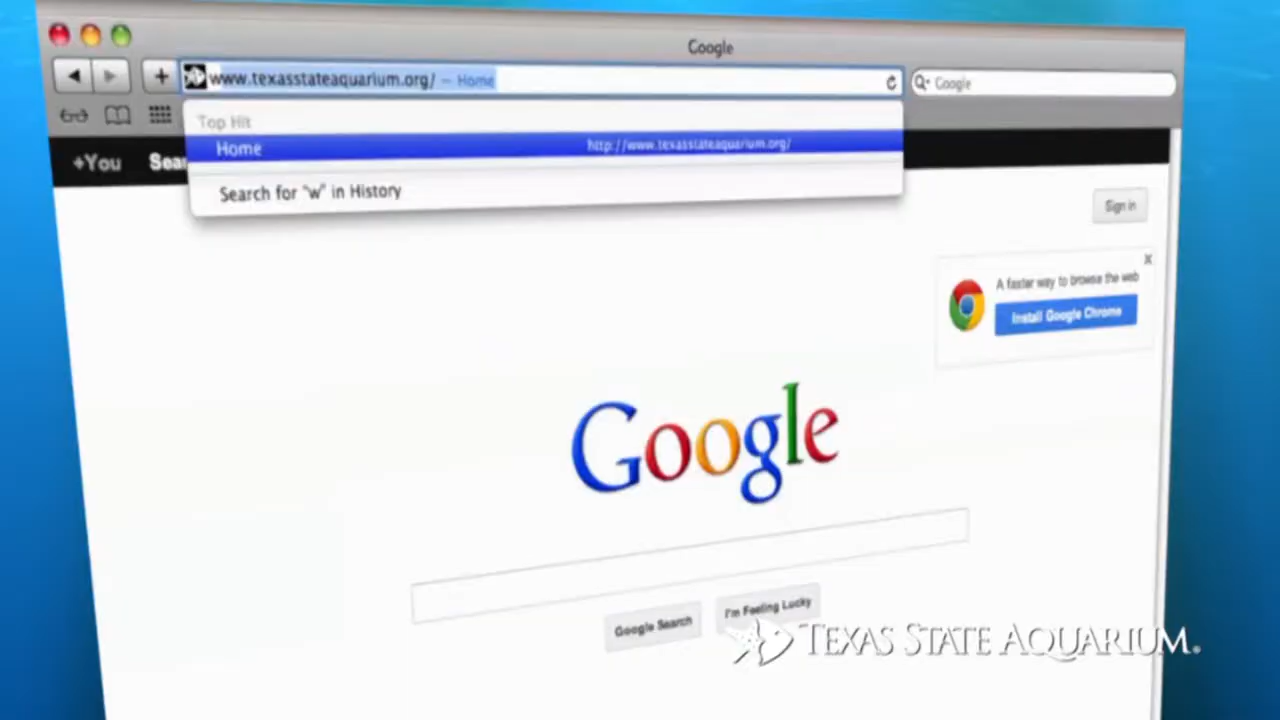 Google
www.texasstateaquarium.org/ — Home
Google
Top Hit
Home http://www.texasstateaquarium.org/
Search for "w" in History
+You Sear
Sign in
x
A faster way to browse the web
Install Google Chrome
Google
Google Search
I'm Feeling Lucky
TEXAS STATE AQUARIUM.